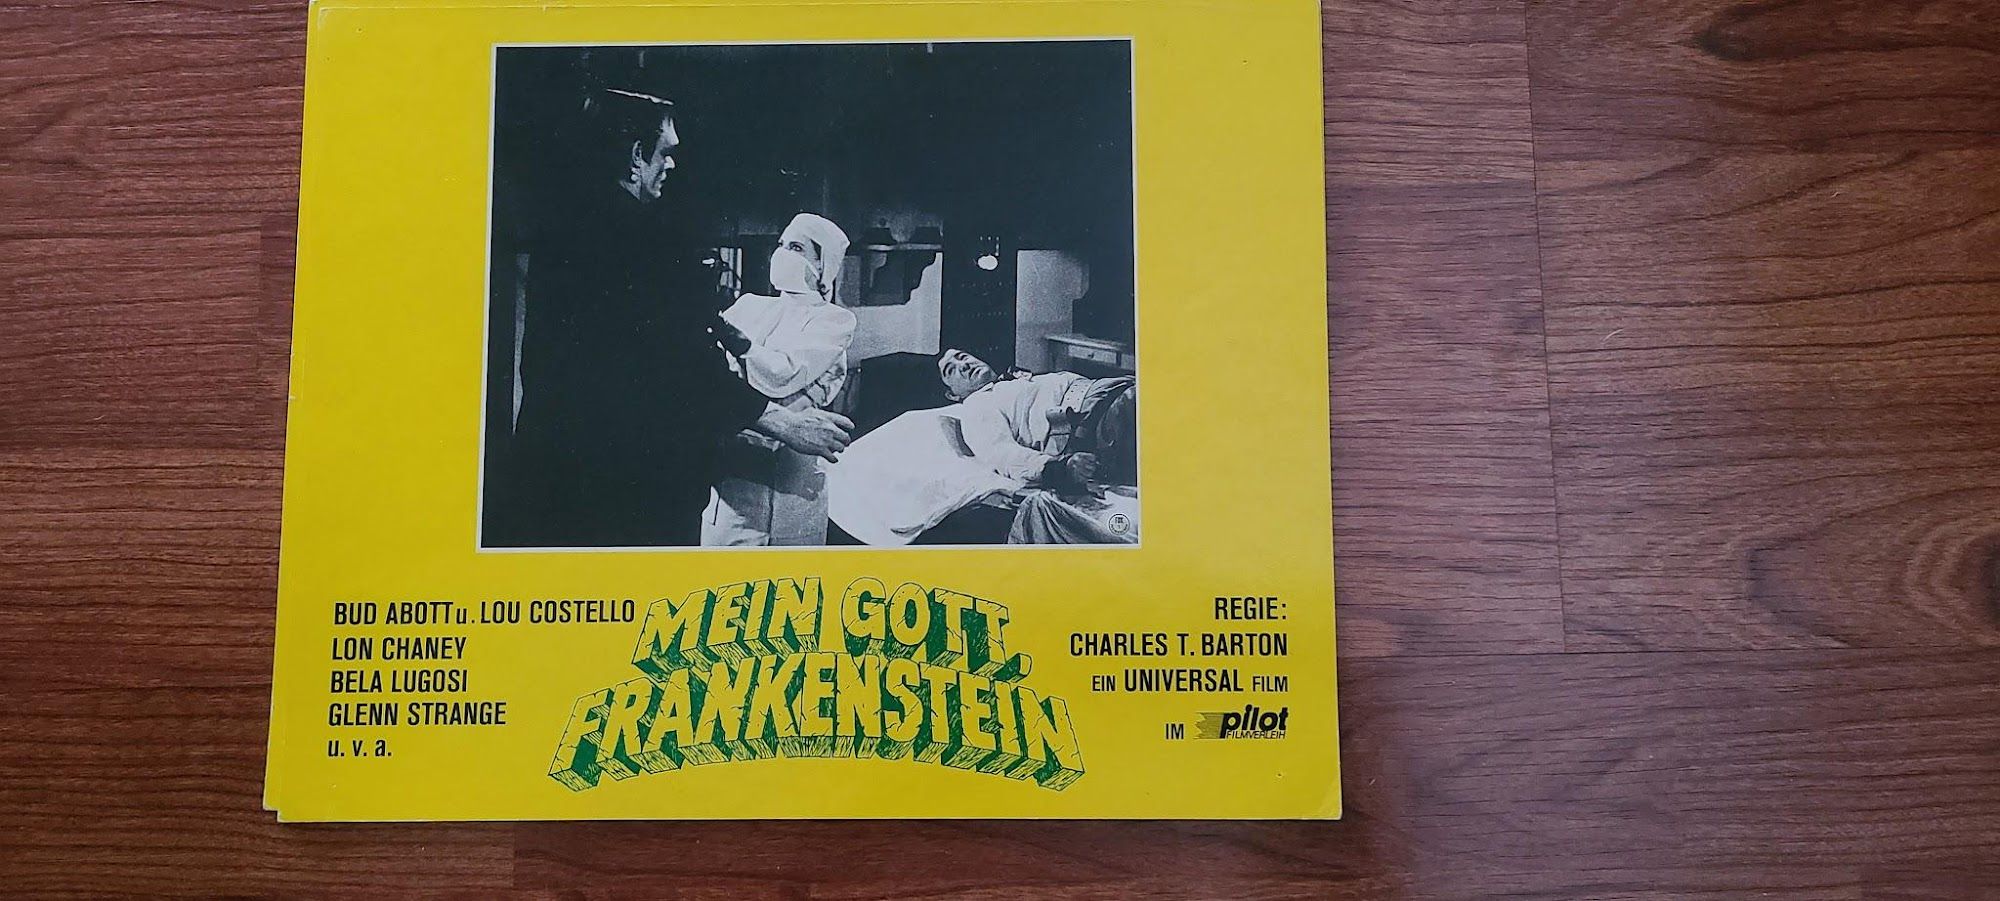 BUD ABOTT u. LOU COSTELLO
LON CHANEY
BELA LUGOSI
GLENN STRANGE
u. v. a.
MEIN GOTT,
FRANKENSTEIN
REGIE:
CHARLES T. BARTON
EIN UNIVERSAL FILM
IM pilot
FILMVERLEIH